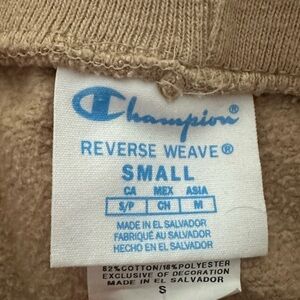 Champion®
REVERSE WEAVE®
SMALL
CA MEX ASIA
S/P CH M
MADE IN EL SALVADOR
FABRIQUÉ AU SALVADOR
HECHO EN EL SALVADOR
82%COTTON/18%POLYESTER
EXCLUSIVE OF DECORATION
MADE IN EL SALVADOR
S